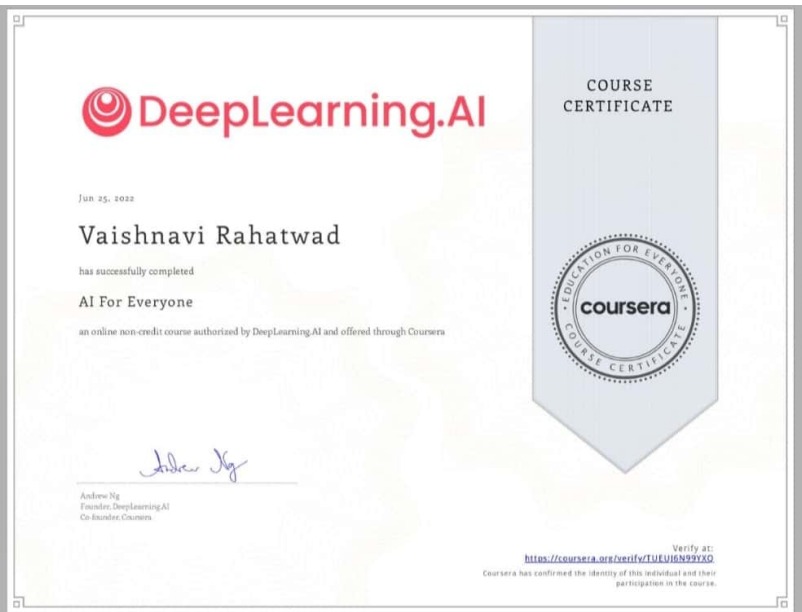 DeepLearning.AI
COURSE
CERTIFICATE
Jun 25, 2022
Vaishnavi Rahatwad
has successfully completed
AI For Everyone
an online non-credit course authorized by DeepLearning.AI and offered through Coursera
EDUCATION FOR EVERYONE
coursera
COURSE CERTIFICATE
Andrew Ng
Andrew Ng
Founder, DeepLearning.AI
Co-founder, Coursera
Verify at:
https://coursera.org/verify/TUEUJ6N99YXQ
Coursera has confirmed the identity of this individual and their
participation in the course.